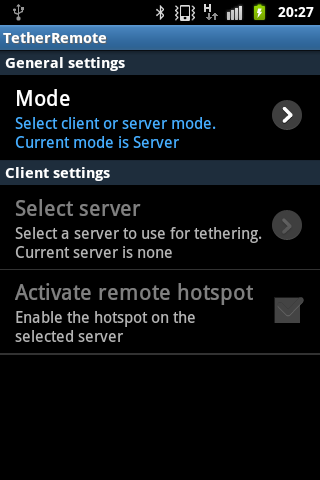 H 20:27
TetherRemote
General settings
Mode
Select client or server mode.
Current mode is Server
Client settings
Select server
Select a server to use for tethering.
Current server is none
Activate remote hotspot
Enable the hotspot on the
selected server